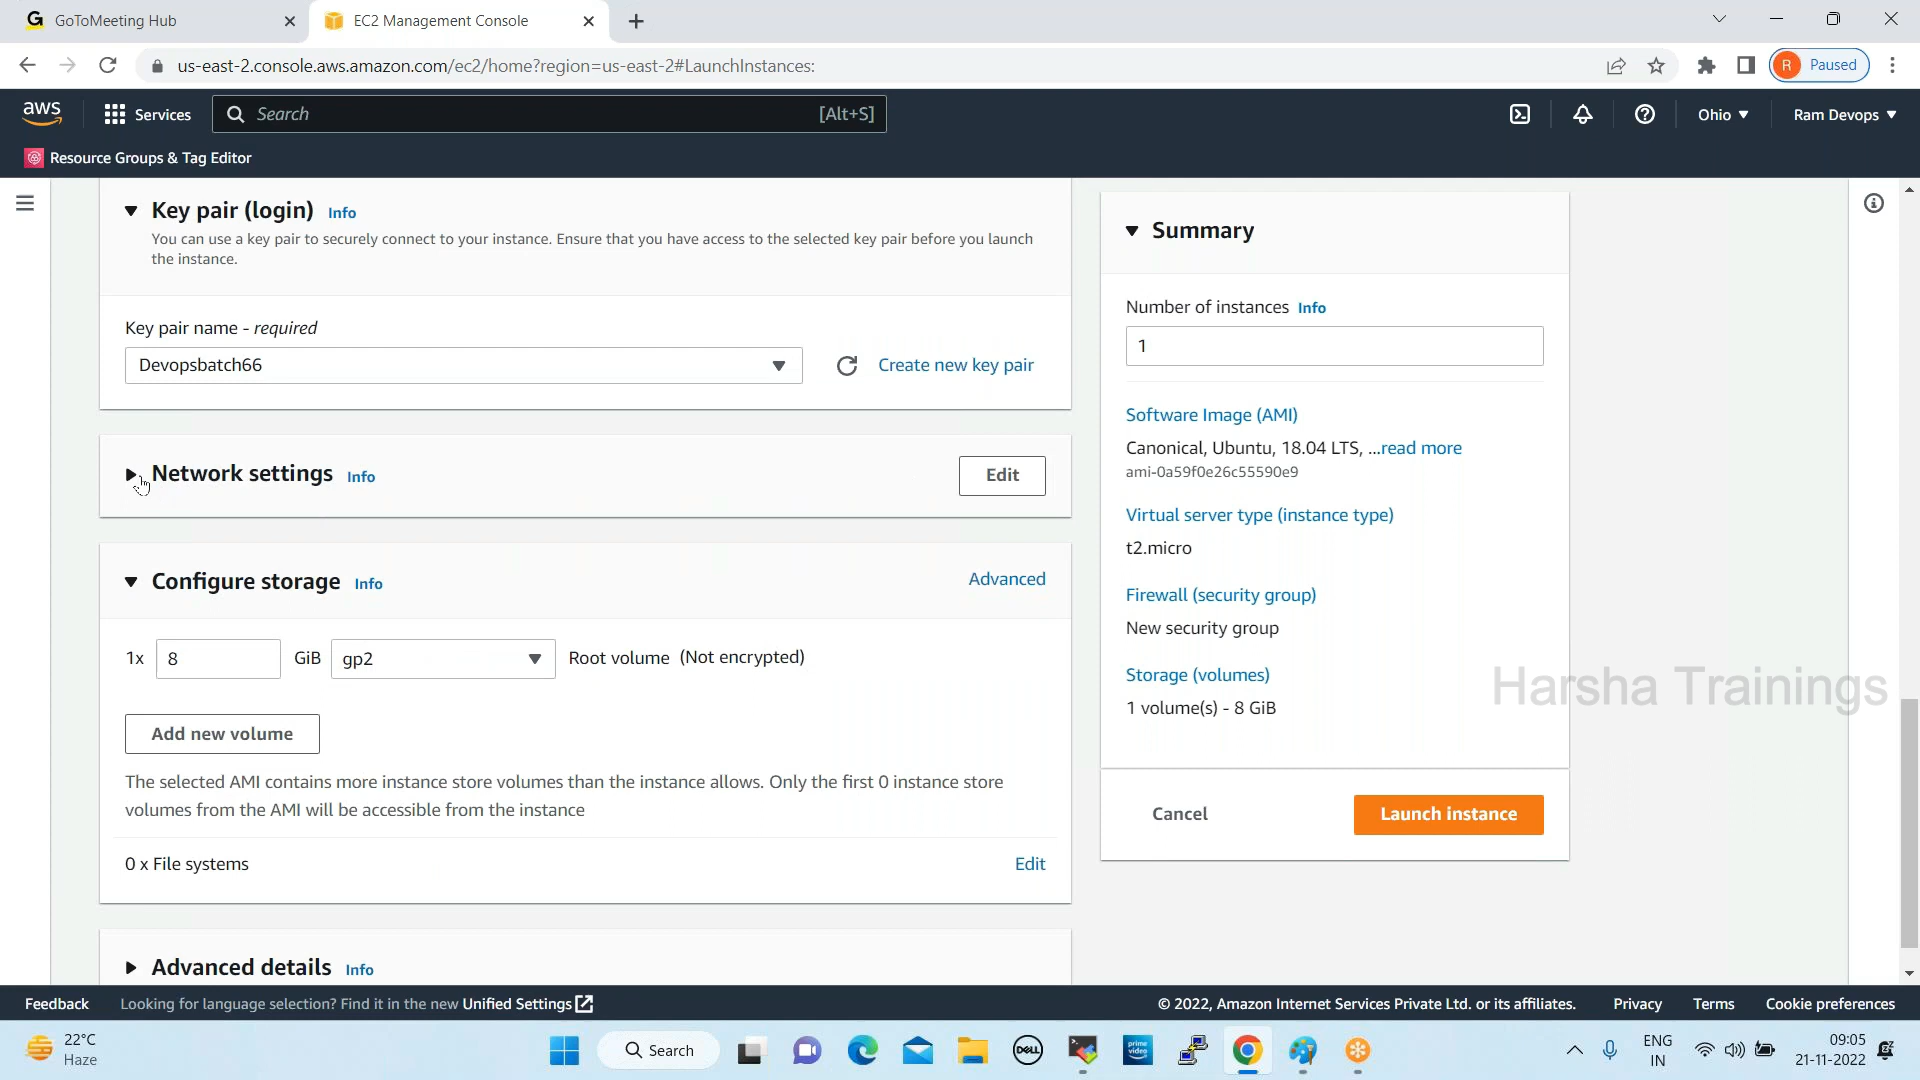 GoToMeeting Hub
EC2 Management Console
us-east-2.console.aws.amazon.com/ec2/home?region=us-east-2#LaunchInstances:
R Paused
aws
Services
Search
[Alt+S]
Ohio
Ram Devops
Resource Groups & Tag Editor
Key pair (login) Info
You can use a key pair to securely connect to your instance. Ensure that you have access to the selected key pair before you launch
the instance.
Key pair name - required
Devopsbatch66
Create new key pair
Network settings Info
Edit
Configure storage Info
Advanced
1x 8 GiB gp2 Root volume (Not encrypted)
Add new volume
The selected AMI contains more instance store volumes than the instance allows. Only the first 0 instance store
volumes from the AMI will be accessible from the instance
0 x File systems
Edit
Advanced details Info
Summary
Number of instances Info
1
Software Image (AMI)
Canonical, Ubuntu, 18.04 LTS, ...read more
ami-0a59f0e26c55590e9
Virtual server type (instance type)
t2.micro
Firewall (security group)
New security group
Storage (volumes)
1 volume(s) - 8 GiB
Cancel
Launch instance
Harsha Trainings
Feedback
Looking for language selection? Find it in the new Unified Settings
© 2022, Amazon Internet Services Private Ltd. or its affiliates.
Privacy
Terms
Cookie preferences
22°C
Haze
Search
DELL
prime
video
ENG
IN
09:05
21-11-2022